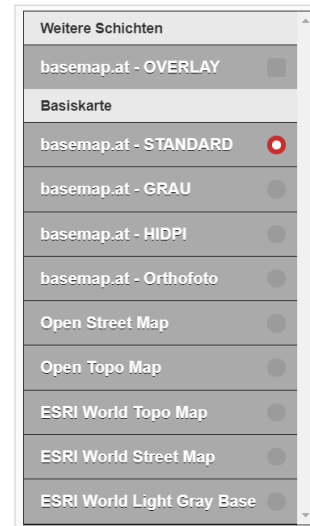 Weitere Schichten
basemap.at - OVERLAY
Basiskarte
basemap.at - STANDARD
basemap.at - GRAU
basemap.at - HIDPI
basemap.at - Orthofoto
Open Street Map
Open Topo Map
ESRI World Topo Map
ESRI World Street Map
ESRI World Light Gray Base